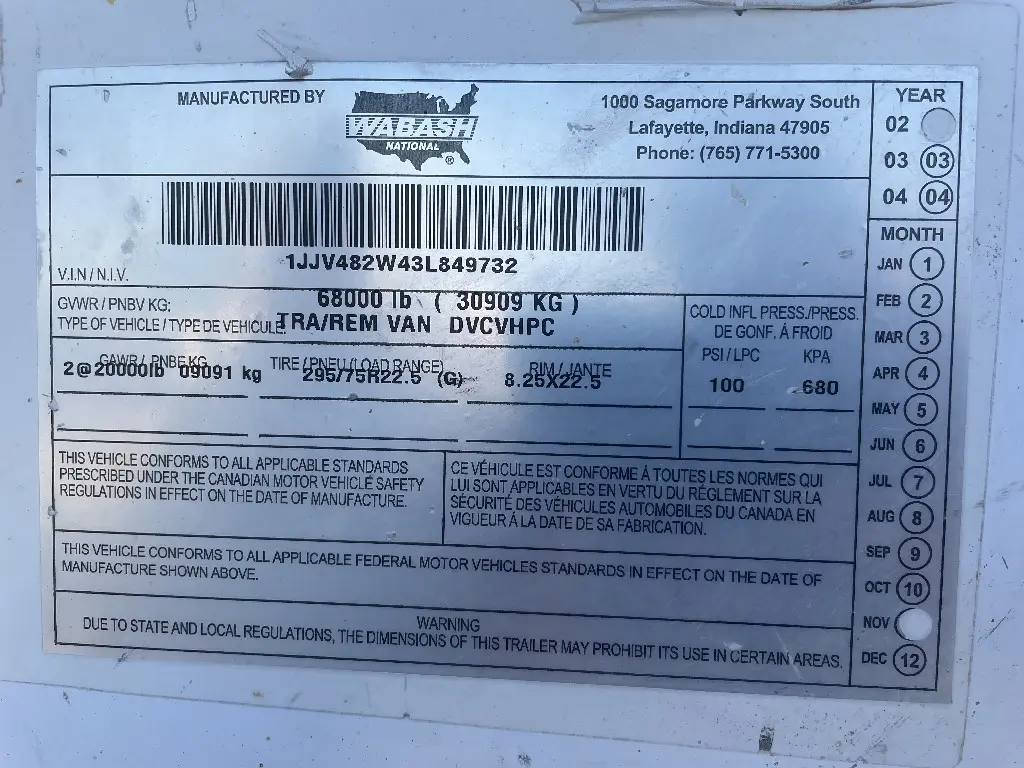 MANUFACTURED BY
WABASH
NATIONAL
®
1000 Sagamore Parkway South
Lafayette, Indiana 47905
Phone: (765) 771-5300
1JJV482W43L849732
V.I.N / N.I.V.
GVWR / PNBV KG: 68000 lb ( 30909 KG )
TYPE OF VEHICLE / TYPE DE VEHICULE TRA/REM VAN DVCVHPC
COLD INFL PRESS./PRESS.
DE GONF. Á FROID
PSI / LPC KPA
100 680
GAWR / PNBE KG TIRE / PNEU / LOAD RANGE) RIM / JANTE
2@20000lb 09091 kg 295/75R22.5 (G) 8.25X22.5
THIS VEHICLE CONFORMS TO ALL APPLICABLE STANDARDS
PRESCRIBED UNDER THE CANADIAN MOTOR VEHICLE SAFETY
REGULATIONS IN EFFECT ON THE DATE OF MANUFACTURE.
CE VÉHICULE EST CONFORME Á TOUTES LES NORMES QUI
LUI SONT APPLICABLES EN VERTU DU RÉGLEMENT SUR LA
SÉCURITÉ DES VÉHICULES AUTOMOBILES DU CANADA EN
VIGUEUR Á LA DATE DE SA FABRICATION.
THIS VEHICLE CONFORMS TO ALL APPLICABLE FEDERAL MOTOR VEHICLES STANDARDS IN EFFECT ON THE DATE OF
MANUFACTURE SHOWN ABOVE.
WARNING
DUE TO STATE AND LOCAL REGULATIONS, THE DIMENSIONS OF THIS TRAILER MAY PROHIBIT ITS USE IN CERTAIN AREAS.
YEAR
02
03 03
04 04
MONTH
JAN 1
FEB 2
MAR 3
APR 4
MAY 5
JUN 6
JUL 7
AUG 8
SEP 9
OCT 10
NOV
DEC 12